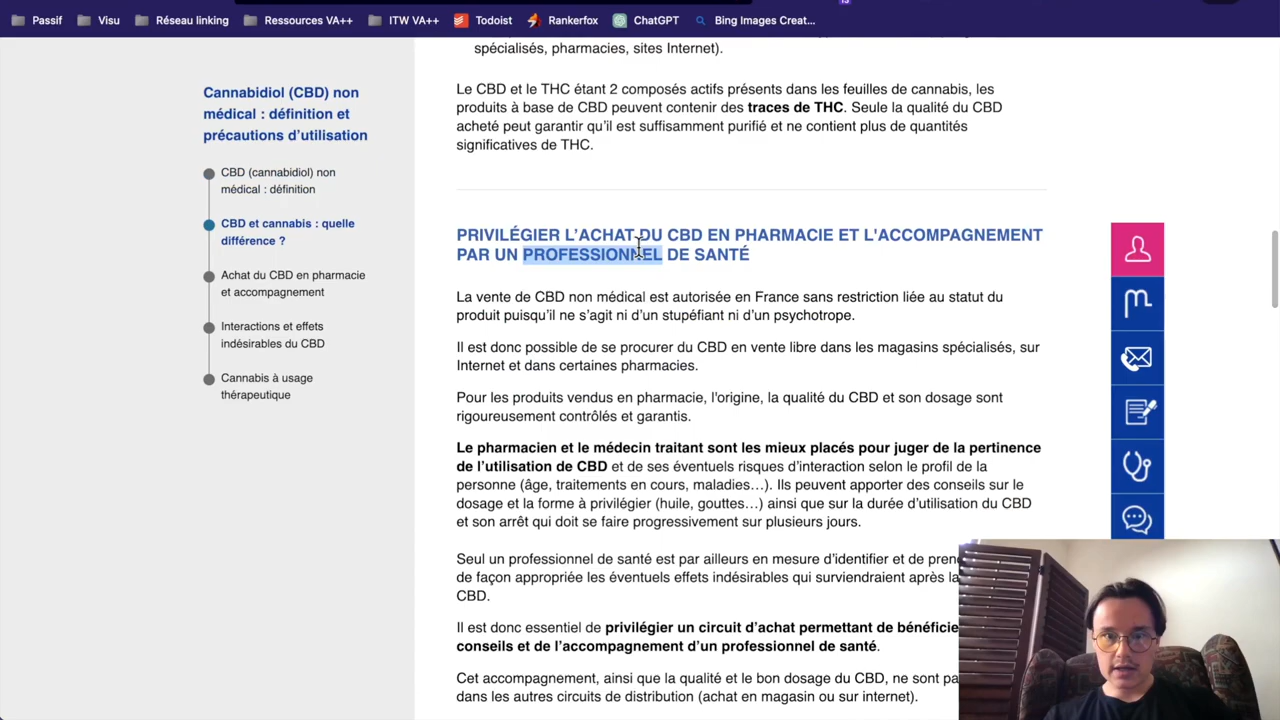 Passif
Visu
Réseau linking
Ressources VA++
ITW VA++
Todoist
Rankerfox
ChatGPT
Bing Images Creat...
spécialisés, pharmacies, sites Internet).
Cannabidiol (CBD) non
médical : définition et
précautions d’utilisation
CBD (cannabidiol) non
médical : définition
CBD et cannabis : quelle
différence ?
Achat du CBD en pharmacie
et accompagnement
Interactions et effets
indésirables du CBD
Cannabis à usage
thérapeutique
Le CBD et le THC étant 2 composés actifs présents dans les feuilles de cannabis, les
produits à base de CBD peuvent contenir des traces de THC. Seule la qualité du CBD
acheté peut garantir qu’il est suffisamment purifié et ne contient plus de quantités
significatives de THC.
PRIVILÉGIER L’ACHAT DU CBD EN PHARMACIE ET L'ACCOMPAGNEMENT
PAR UN PROFESSIONNEL DE SANTÉ
La vente de CBD non médical est autorisée en France sans restriction liée au statut du
produit puisqu’il ne s’agit ni d’un stupéfiant ni d’un psychotrope.
Il est donc possible de se procurer du CBD en vente libre dans les magasins spécialisés, sur
Internet et dans certaines pharmacies.
Pour les produits vendus en pharmacie, l'origine, la qualité du CBD et son dosage sont
rigoureusement contrôlés et garantis.
Le pharmacien et le médecin traitant sont les mieux placés pour juger de la pertinence
de l’utilisation de CBD et de ses éventuels risques d’interaction selon le profil de la
personne (âge, traitements en cours, maladies…). Ils peuvent apporter des conseils sur le
dosage et la forme à privilégier (huile, gouttes…) ainsi que sur la durée d’utilisation du CBD
et son arrêt qui doit se faire progressivement sur plusieurs jours.
Seul un professionnel de santé est par ailleurs en mesure d’identifier et de pren
de façon appropriée les éventuels effets indésirables qui surviendraient après la
CBD.
Il est donc essentiel de privilégier un circuit d’achat permettant de bénéficie
conseils et de l’accompagnement d’un professionnel de santé.
Cet accompagnement, ainsi que la qualité et le bon dosage du CBD, ne sont pa
dans les autres circuits de distribution (achat en magasin ou sur internet).